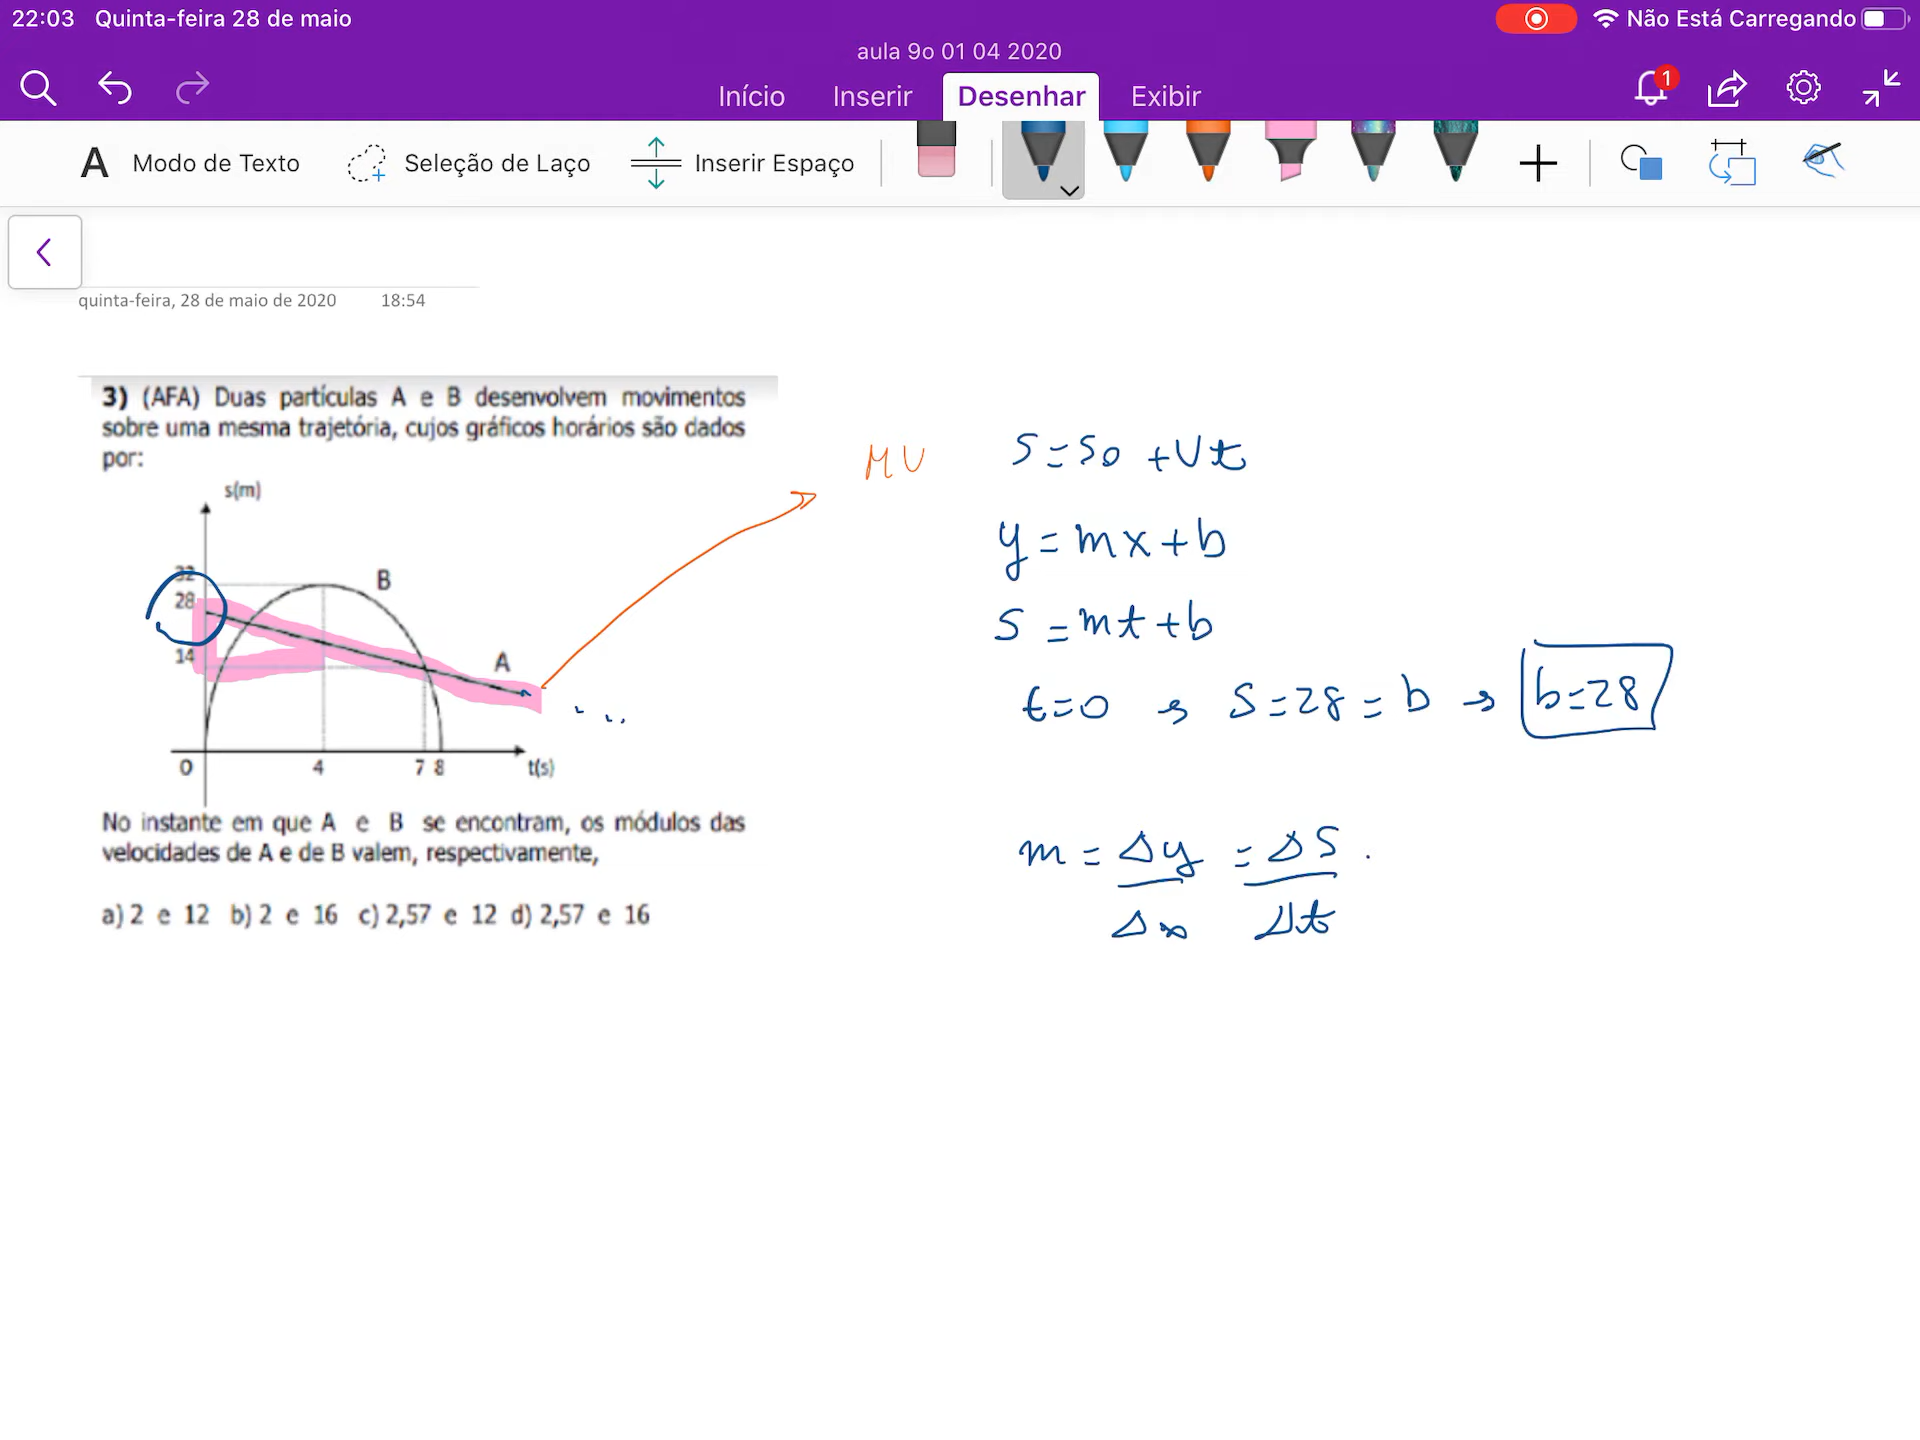 22:03 Quinta-feira 28 de maio
Não Está Carregando
aula 9o 01 04 2020
Início Inserir Desenhar Exibir
1
A Modo de Texto Seleção de Laço Inserir Espaço
quinta-feira, 28 de maio de 2020 18:54
3) (AFA) Duas partículas A e B desenvolvem movimentos
sobre uma mesma trajetória, cujos gráficos horários são dados
por:
s(m)
32
28
14
B
A
0 4 7 8 t(s)
No instante em que A e B se encontram, os módulos das
velocidades de A e de B valem, respectivamente,
a) 2 e 12 b) 2 e 16 c) 2,57 e 12 d) 2,57 e 16
MU S = So + Vt
y = mx + b
S = mt + b
t = 0 → S = 28 = b → b = 28
m = Δy = ΔS .
Δx Δt